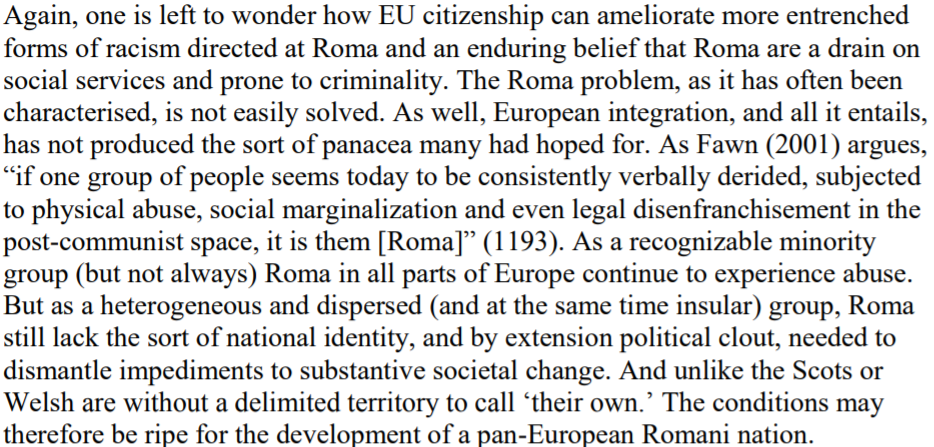 Again, one is left to wonder how EU citizenship can ameliorate more entrenched
forms of racism directed at Roma and an enduring belief that Roma are a drain on
social services and prone to criminality. The Roma problem, as it has often been
characterised, is not easily solved. As well, European integration, and all it entails,
has not produced the sort of panacea many had hoped for. As Fawn (2001) argues,
“if one group of people seems today to be consistently verbally derided, subjected
to physical abuse, social marginalization and even legal disenfranchisement in the
post-communist space, it is them [Roma]” (1193). As a recognizable minority
group (but not always) Roma in all parts of Europe continue to experience abuse.
But as a heterogeneous and dispersed (and at the same time insular) group, Roma
still lack the sort of national identity, and by extension political clout, needed to
dismantle impediments to substantive societal change. And unlike the Scots or
Welsh are without a delimited territory to call ‘their own.’ The conditions may
therefore be ripe for the development of a pan-European Romani nation.